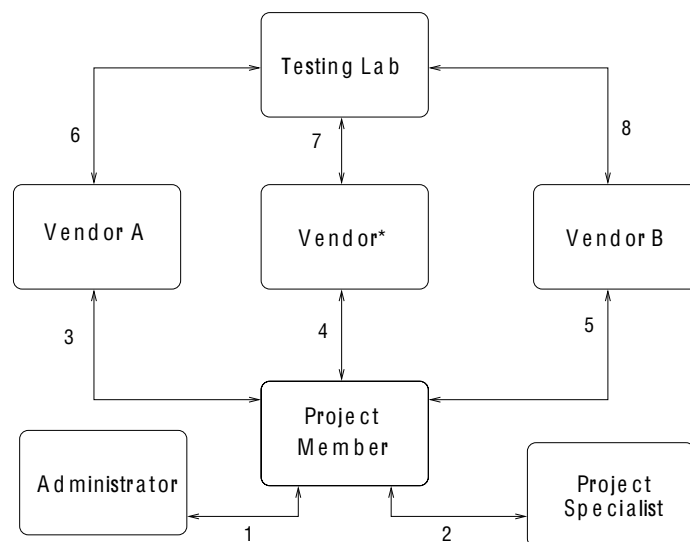 Testing Lab
6
7
8
Vendor A
Vendor*
Vendor B
3
4
5
Project
Member
Administrator
Project
Specialist
1
2